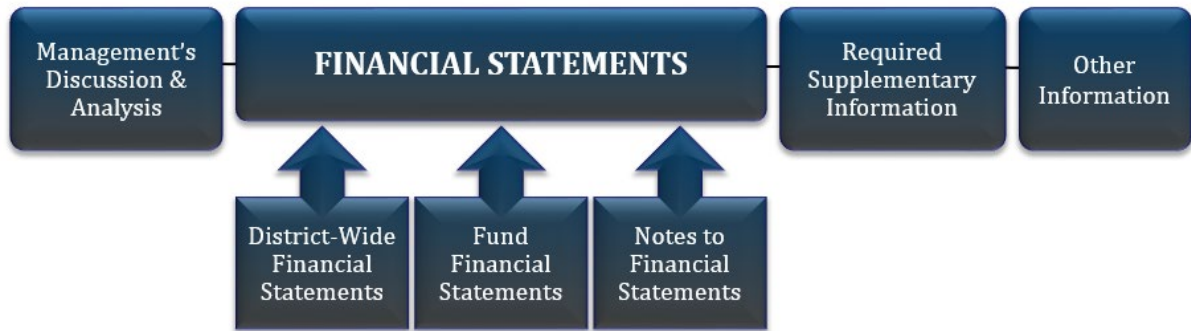 Management's
Discussion &
Analysis
FINANCIAL STATEMENTS
Required
Supplementary
Information
Other
Information
District-Wide
Financial
Statements
Fund
Financial
Statements
Notes to
Financial
Statements